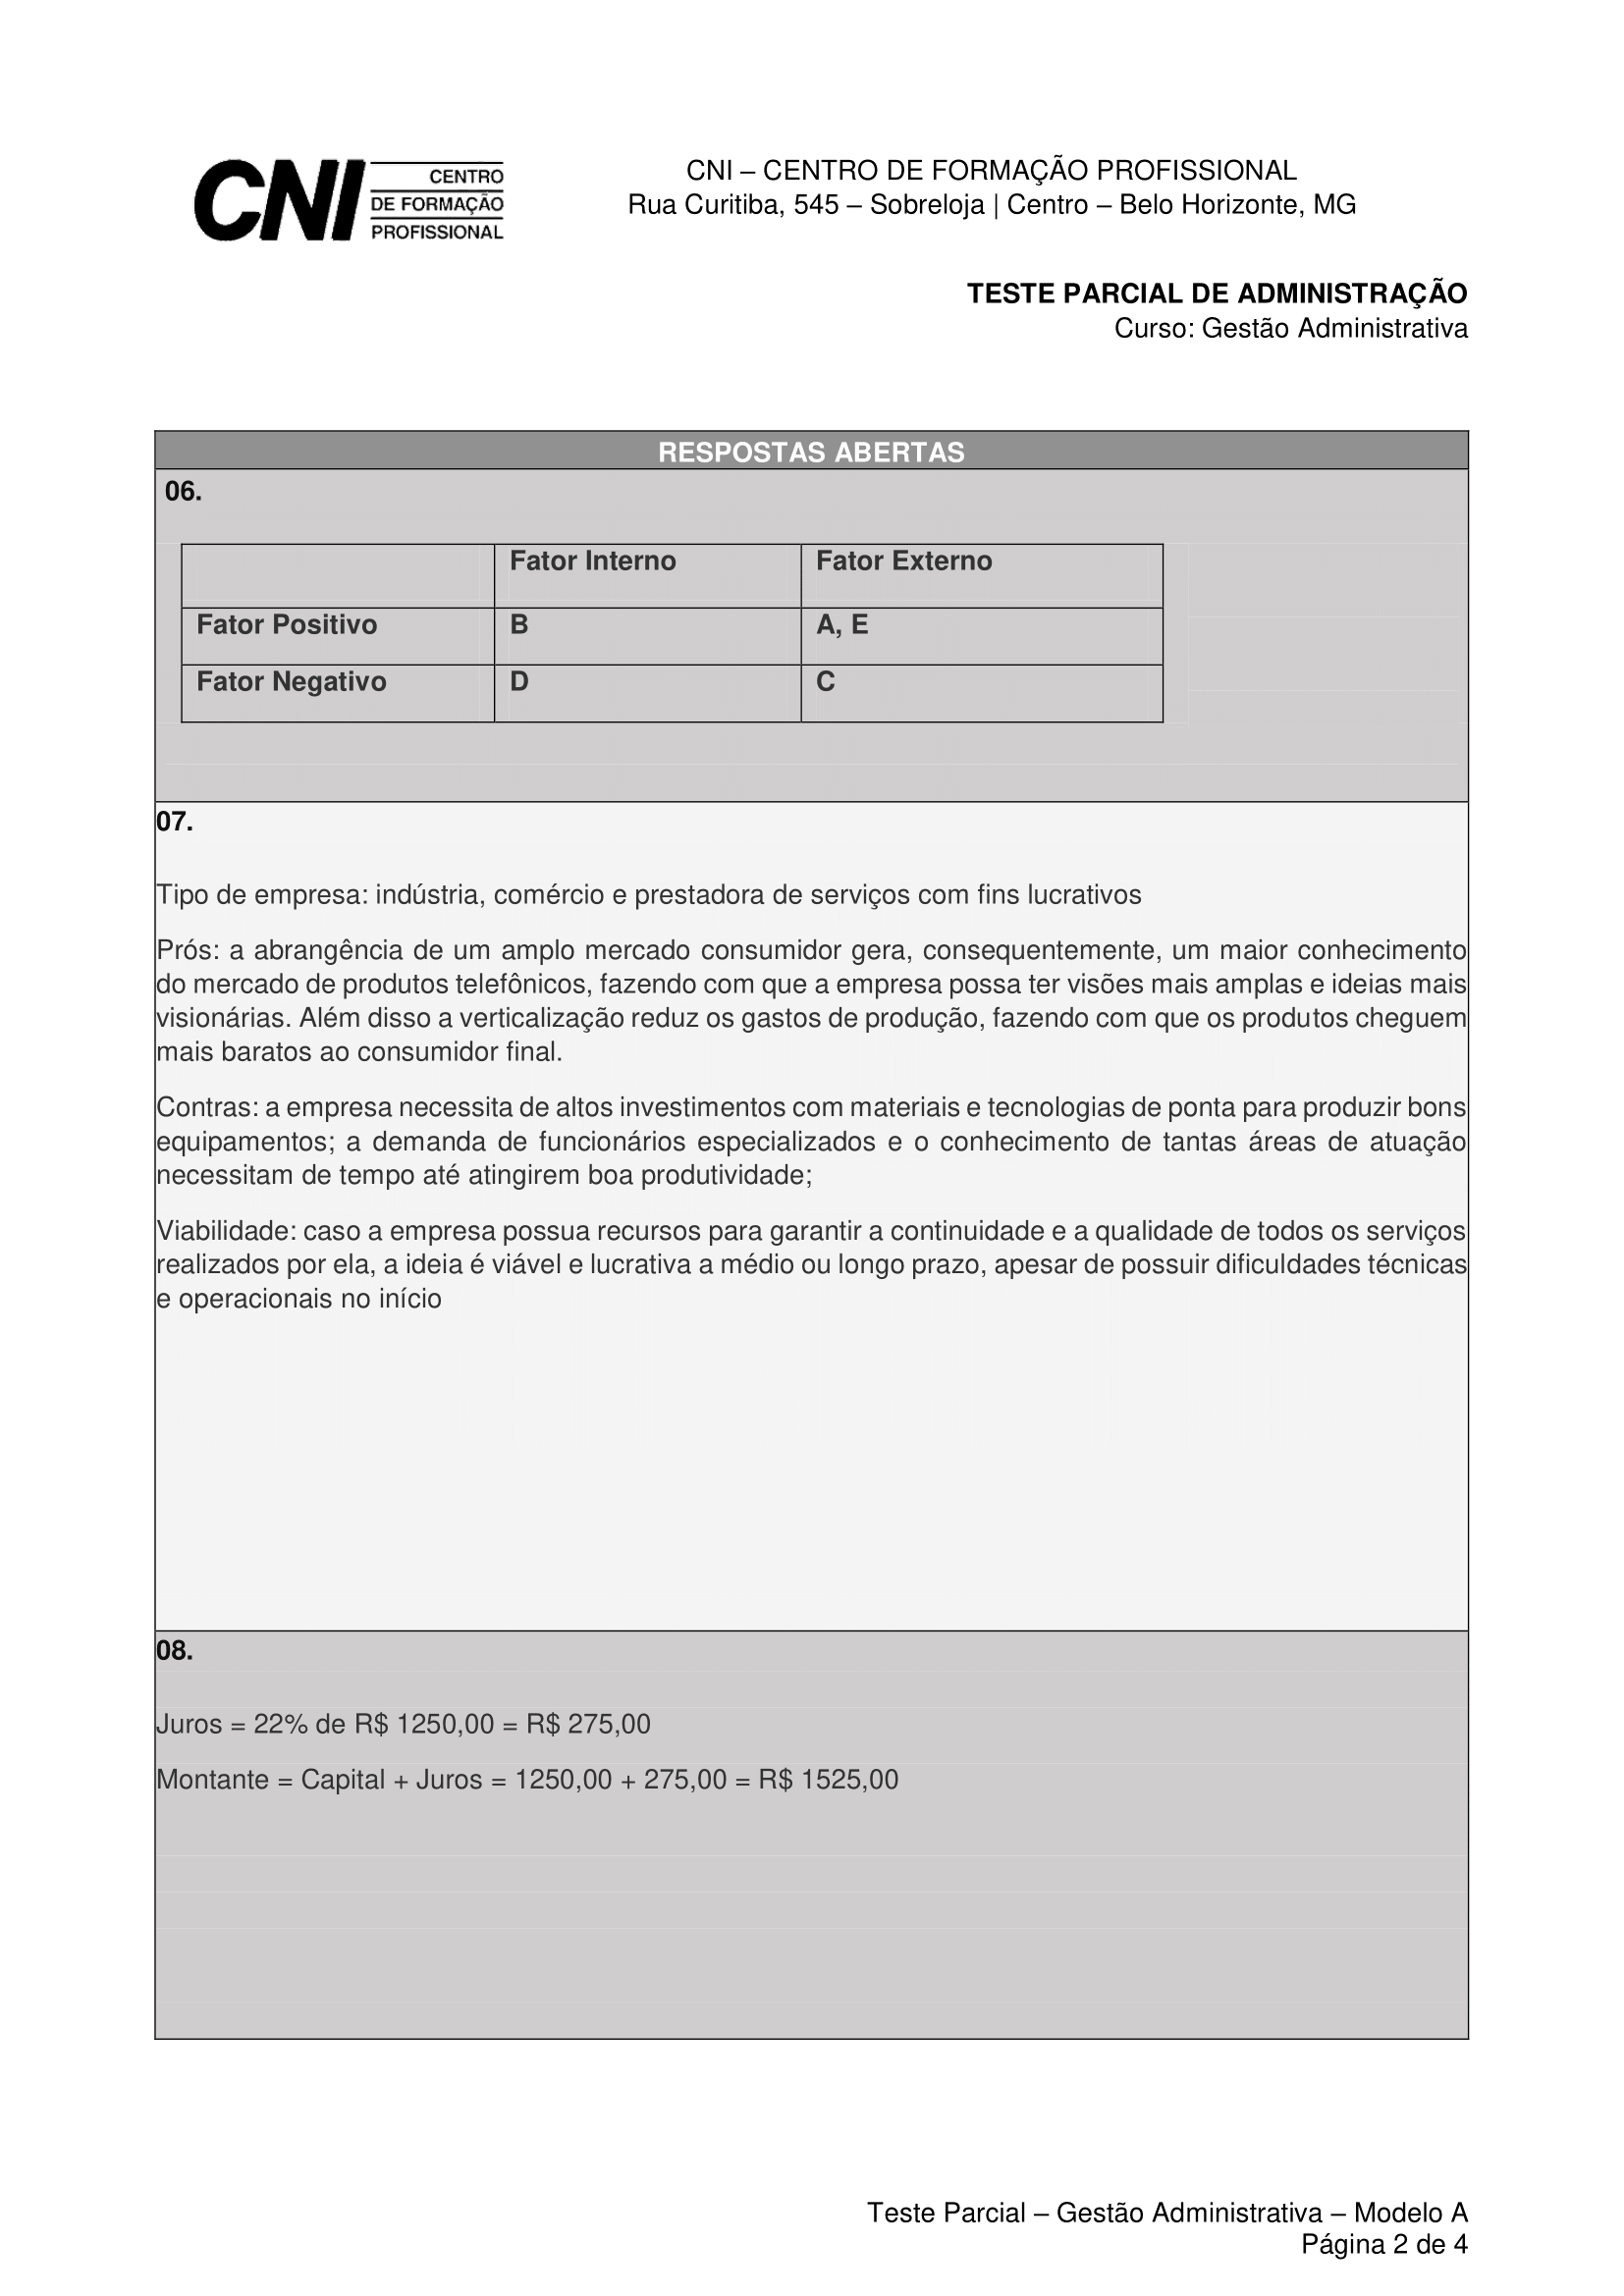 CNI CENTRO
DE FORMAÇÃO
PROFISSIONAL
CNI – CENTRO DE FORMAÇÃO PROFISSIONAL
Rua Curitiba, 545 – Sobreloja | Centro – Belo Horizonte, MG
TESTE PARCIAL DE ADMINISTRAÇÃO
Curso: Gestão Administrativa
RESPOSTAS ABERTAS
06.
Fator Interno Fator Externo
Fator Positivo B A, E
Fator Negativo D C
07.
Tipo de empresa: indústria, comércio e prestadora de serviços com fins lucrativos
Prós: a abrangência de um amplo mercado consumidor gera, consequentemente, um maior conhecimento
do mercado de produtos telefônicos, fazendo com que a empresa possa ter visões mais amplas e ideias mais
visionárias. Além disso a verticalização reduz os gastos de produção, fazendo com que os produtos cheguem
mais baratos ao consumidor final.
Contras: a empresa necessita de altos investimentos com materiais e tecnologias de ponta para produzir bons
equipamentos; a demanda de funcionários especializados e o conhecimento de tantas áreas de atuação
necessitam de tempo até atingirem boa produtividade;
Viabilidade: caso a empresa possua recursos para garantir a continuidade e a qualidade de todos os serviços
realizados por ela, a ideia é viável e lucrativa a médio ou longo prazo, apesar de possuir dificuldades técnicas
e operacionais no início
08.
Juros = 22% de R$ 1250,00 = R$ 275,00
Montante = Capital + Juros = 1250,00 + 275,00 = R$ 1525,00
Teste Parcial – Gestão Administrativa – Modelo A
Página 2 de 4